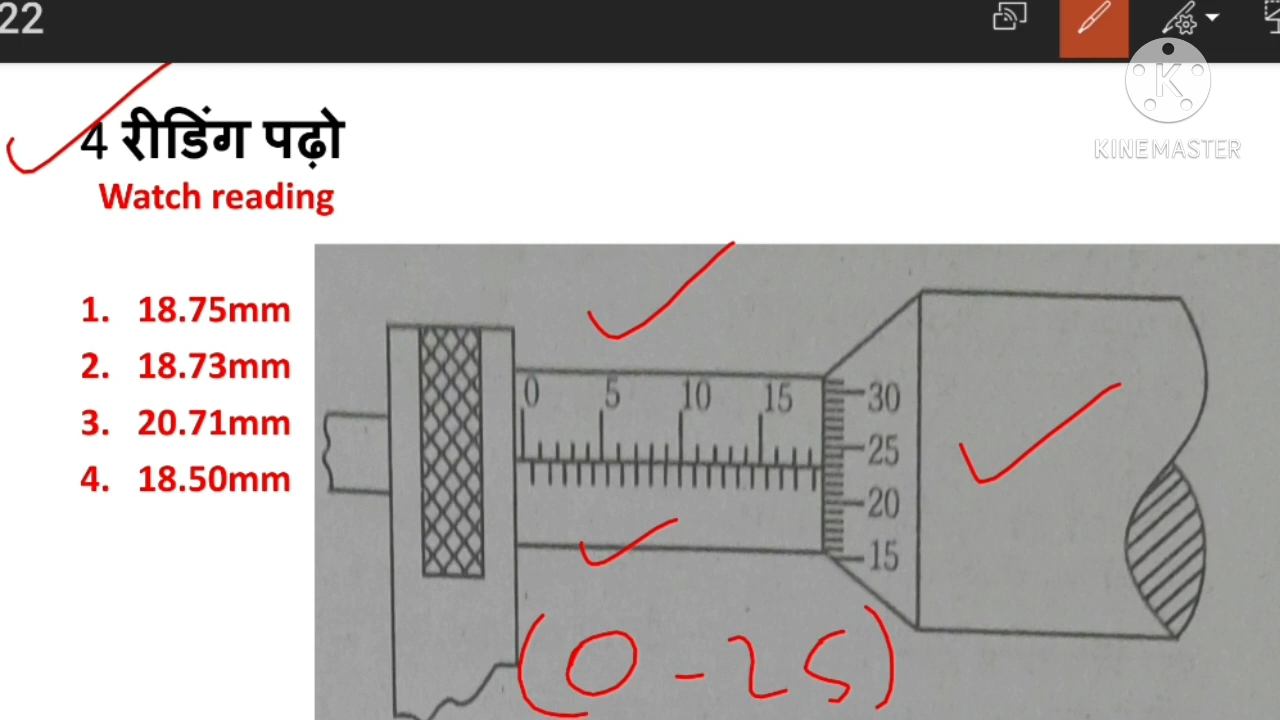 22
KINEMASTER
4 रीडिंग पढ़ो
Watch reading
1. 18.75mm
2. 18.73mm
3. 20.71mm
4. 18.50mm
0 5 10 15
30
25
20
15
(0-25)